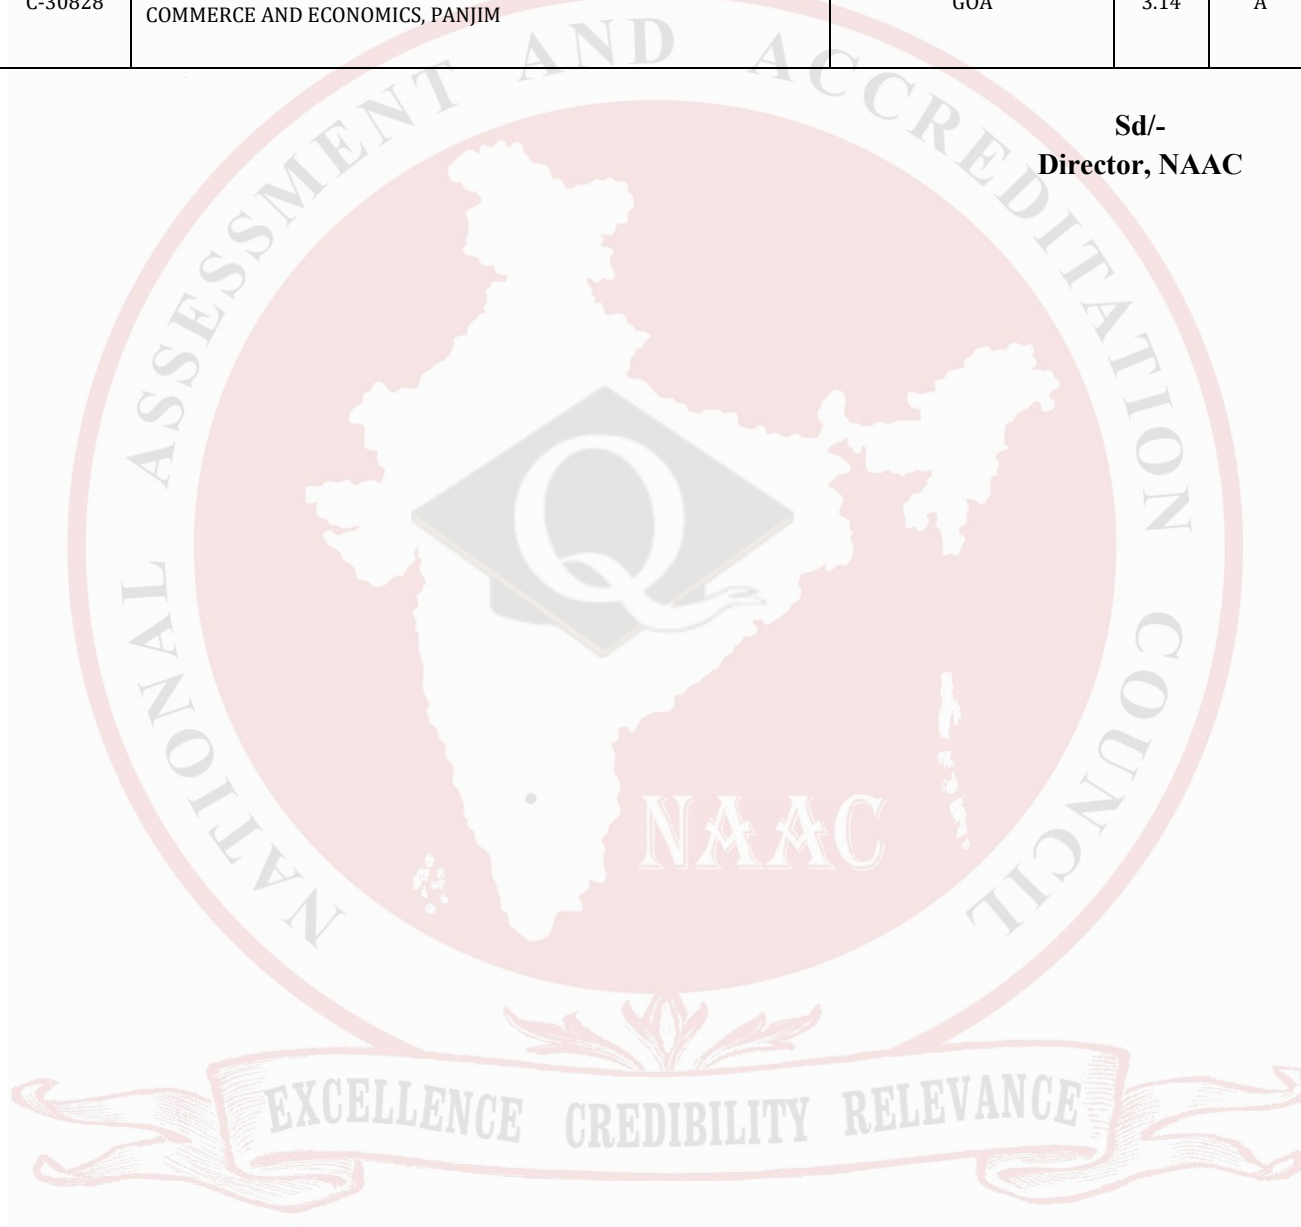 C-30828
COMMERCE AND ECONOMICS, PANJIM
GOA
3.14
A
Sd/-
Director, NAAC
NATIONAL ASSESSMENT AND ACCREDITATION COUNCIL
Q
NAAC
EXCELLENCE CREDIBILITY RELEVANCE